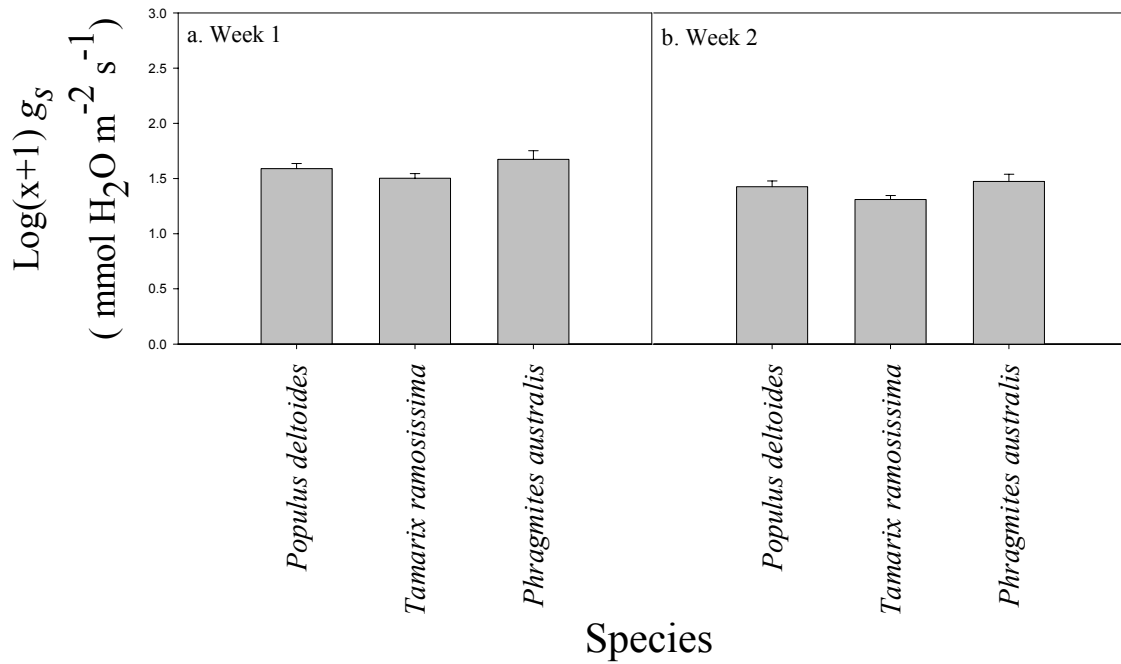 Log(x+1) gs
( mmol H2O m-2 s-1)
3.0
2.5
2.0
1.5
1.0
0.5
0.0
a. Week 1
b. Week 2
Populus deltoides
Tamarix ramosissima
Phragmites australis
Populus deltoides
Tamarix ramosissima
Phragmites australis
Species